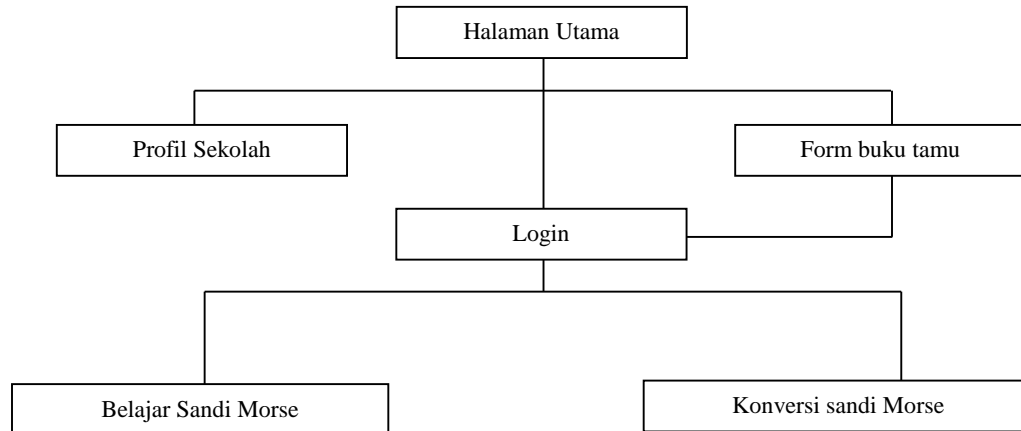 Halaman Utama
Profil Sekolah
Form buku tamu
Login
Belajar Sandi Morse
Konversi sandi Morse